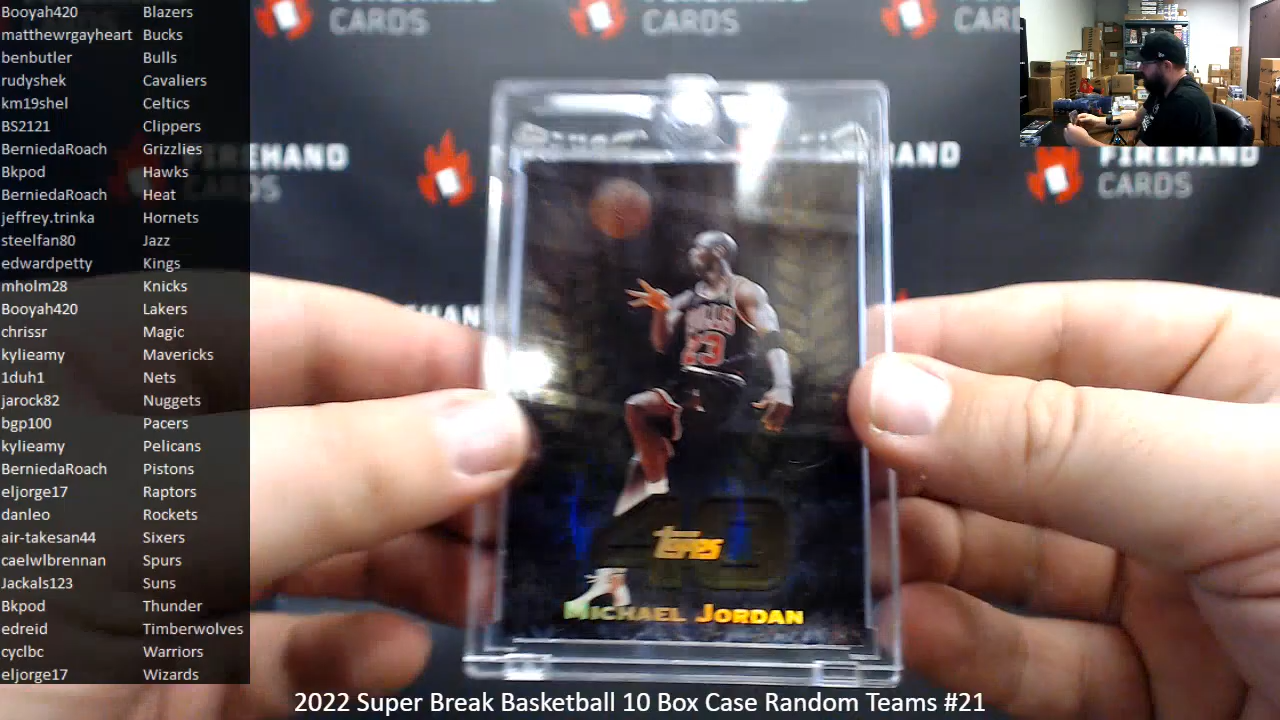 Booyah420 Blazers
matthewrgayheart Bucks
benbutler Bulls
rudyshek Cavaliers
km19shel Celtics
BS2121 Clippers
BerniedaRoach Grizzlies
Bkpod Hawks
BerniedaRoach Heat
jeffrey.trinka Hornets
steelfan80 Jazz
edwardpetty Kings
mholm28 Knicks
Booyah420 Lakers
chrissr Magic
kylieamy Mavericks
1duh1 Nets
jarock82 Nuggets
bgp100 Pacers
kylieamy Pelicans
BerniedaRoach Pistons
eljorge17 Raptors
danleo Rockets
air-takesan44 Sixers
caelwlbrennan Spurs
Jackals123 Suns
Bkpod Thunder
edreid Timberwolves
cyclbc Warriors
eljorge17 Wizards
CARDS
CARDS
CARD
FIREHAND
CARDS
FIREHAND
CARDS
BULLS
23
40
Topps
MICHAEL JORDAN
2022 Super Break Basketball 10 Box Case Random Teams #21